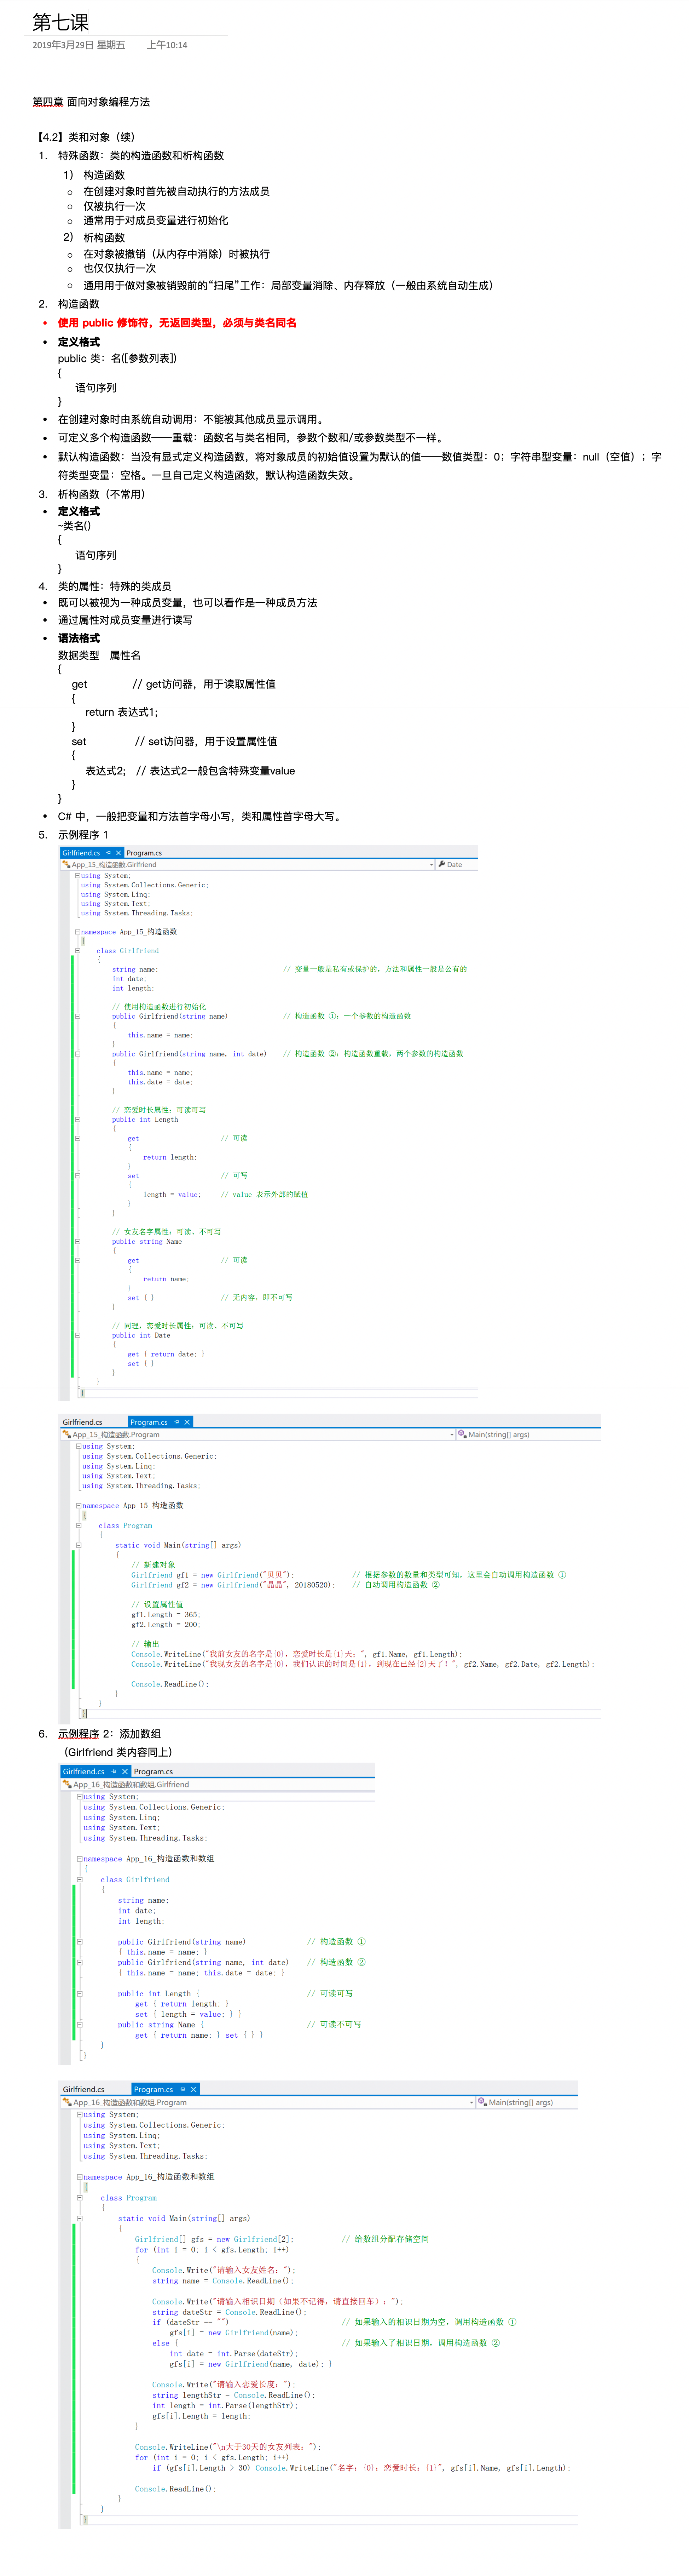 第七课
2019年3月29日 星期五 上午10:14
第四章 面向对象编程方法
【4.2】类和对象（续）
1. 特殊函数：类的构造函数和析构函数
1) 构造函数
○ 在创建对象时首先被自动执行的方法成员
○ 仅被执行一次
○ 通常用于对成员变量进行初始化
2) 析构函数
○ 在对象被撤销（从内存中消除）时被执行
○ 也仅仅执行一次
○ 通用用于做对象被销毁前的“扫尾”工作：局部变量消除、内存释放（一般由系统自动生成）
2. 构造函数
• 使用 public 修饰符，无返回类型，必须与类名同名
• 定义格式
public 类：名([参数列表])
{
语句序列
}
• 在创建对象时由系统自动调用：不能被其他成员显示调用。
• 可定义多个构造函数——重载：函数名与类名相同，参数个数和/或参数类型不一样。
• 默认构造函数：当没有显式定义构造函数，将对象成员的初始值设置为默认的值——数值类型：0；字符串型变量：null（空值）；字
符类型变量：空格。一旦自己定义构造函数，默认构造函数失效。
3. 析构函数（不常用）
• 定义格式
~类名()
{
语句序列
}
4. 类的属性：特殊的类成员
• 既可以被视为一种成员变量，也可以看作是一种成员方法
• 通过属性对成员变量进行读写
• 语法格式
数据类型 属性名
{
get // get访问器，用于读取属性值
{
return 表达式1;
}
set // set访问器，用于设置属性值
{
表达式2; // 表达式2一般包含特殊变量value
}
}
• C# 中，一般把变量和方法首字母小写，类和属性首字母大写。
5. 示例程序 1
Girlfriend.cs Program.cs
App_15_构造函数.Girlfriend Date
using System;
using System.Collections.Generic;
using System.Linq;
using System.Text;
using System.Threading.Tasks;
namespace App_15_构造函数
{
class Girlfriend
{
string name; // 变量一般是私有或保护的，方法和属性一般是公有的
int date;
int length;
// 使用构造函数进行初始化
public Girlfriend(string name) // 构造函数 ①：一个参数的构造函数
{
this.name = name;
}
public Girlfriend(string name, int date) // 构造函数 ②：构造函数重载，两个参数的构造函数
{
this.name = name;
this.date = date;
}
// 恋爱时长属性：可读可写
public int Length
{
get // 可读
{
return length;
}
set // 可写
{
length = value; // value 表示外部的赋值
}
}
// 女友名字属性：可读、不可写
public string Name
{
get // 可读
{
return name;
}
set { } // 无内容，即不可写
}
// 同理，恋爱时长属性：可读、不可写
public int Date
{
get { return date; }
set { }
}
}
}
Girlfriend.cs Program.cs
App_15_构造函数.Program Main(string[] args)
using System;
using System.Collections.Generic;
using System.Linq;
using System.Text;
using System.Threading.Tasks;
namespace App_15_构造函数
{
class Program
{
static void Main(string[] args)
{
// 新建对象
Girlfriend gf1 = new Girlfriend("贝贝"); // 根据参数的数量和类型可知，这里会自动调用构造函数 ①
Girlfriend gf2 = new Girlfriend("晶晶", 20180520); // 自动调用构造函数 ②
// 设置属性值
gf1.Length = 365;
gf2.Length = 200;
// 输出
Console.WriteLine("我前女友的名字是{0}，恋爱时长是{1}天；", gf1.Name, gf1.Length);
Console.WriteLine("我现女友的名字是{0}，我们认识的时间是{1}，到现在已经{2}天了！", gf2.Name, gf2.Date, gf2.Length);
Console.ReadLine();
}
}
}
6. 示例程序 2：添加数组
（Girlfriend 类内容同上）
Girlfriend.cs Program.cs
App_16_构造函数和数组.Girlfriend
using System;
using System.Collections.Generic;
using System.Linq;
using System.Text;
using System.Threading.Tasks;
namespace App_16_构造函数和数组
{
class Girlfriend
{
string name;
int date;
int length;
public Girlfriend(string name) // 构造函数 ①
{ this.name = name; }
public Girlfriend(string name, int date) // 构造函数 ②
{ this.name = name; this.date = date; }
public int Length { // 可读可写
get { return length; }
set { length = value; } }
public string Name { // 可读不可写
get { return name; } set { } }
}
}
Girlfriend.cs Program.cs
App_16_构造函数和数组.Program Main(string[] args)
using System;
using System.Collections.Generic;
using System.Linq;
using System.Text;
using System.Threading.Tasks;
namespace App_16_构造函数和数组
{
class Program
{
static void Main(string[] args)
{
Girlfriend[] gfs = new Girlfriend[2]; // 给数组分配存储空间
for (int i = 0; i < gfs.Length; i++)
{
Console.Write("请输入女友姓名：");
string name = Console.ReadLine();
Console.Write("请输入相识日期（如果不记得，请直接回车）：");
string dateStr = Console.ReadLine();
if (dateStr == "") // 如果输入的相识日期为空，调用构造函数 ①
gfs[i] = new Girlfriend(name);
else { // 如果输入了相识日期，调用构造函数 ②
int date = int.Parse(dateStr);
gfs[i] = new Girlfriend(name, date); }
Console.Write("请输入恋爱长度：");
string lengthStr = Console.ReadLine();
int length = int.Parse(lengthStr);
gfs[i].Length = length;
}
Console.WriteLine("\n大于30天的女友列表：");
for (int i = 0; i < gfs.Length; i++)
if (gfs[i].Length > 30) Console.WriteLine("名字：{0}；恋爱时长：{1}", gfs[i].Name, gfs[i].Length);
Console.ReadLine();
}
}
}